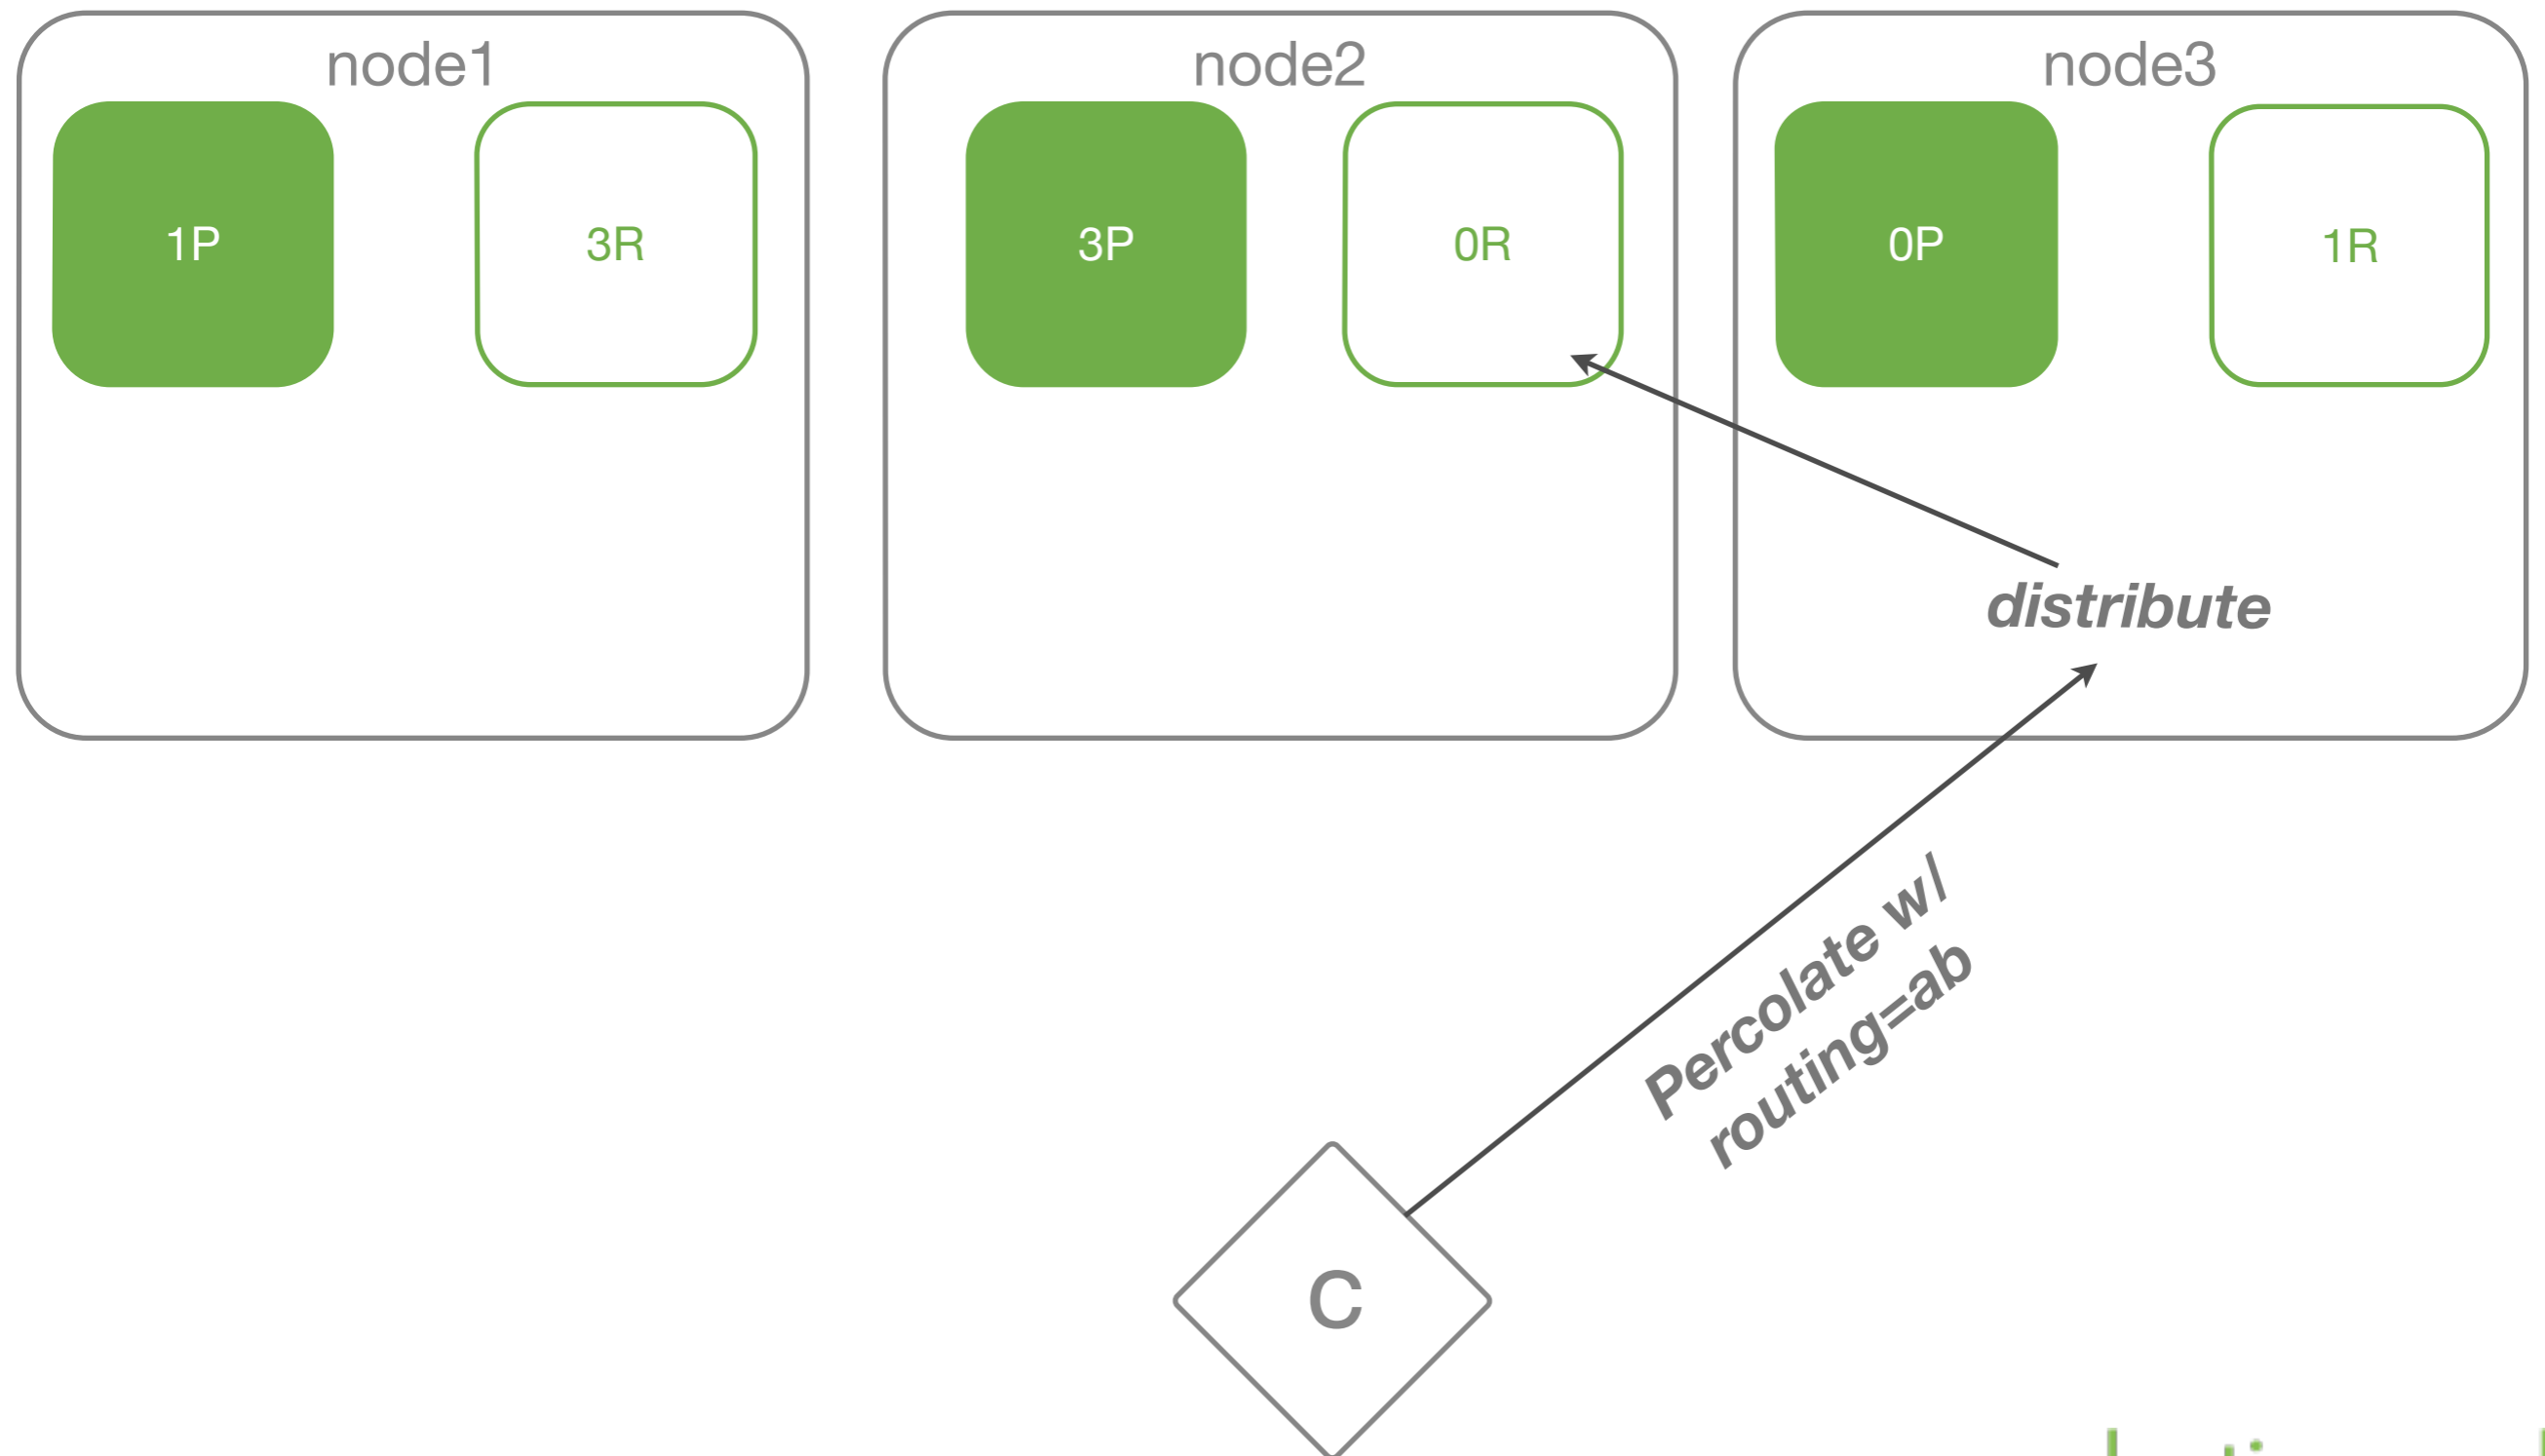 node1
node2
node3
1P
3R
3P
0R
0P
1R
distribute
Percolate w/
routing=ab
C